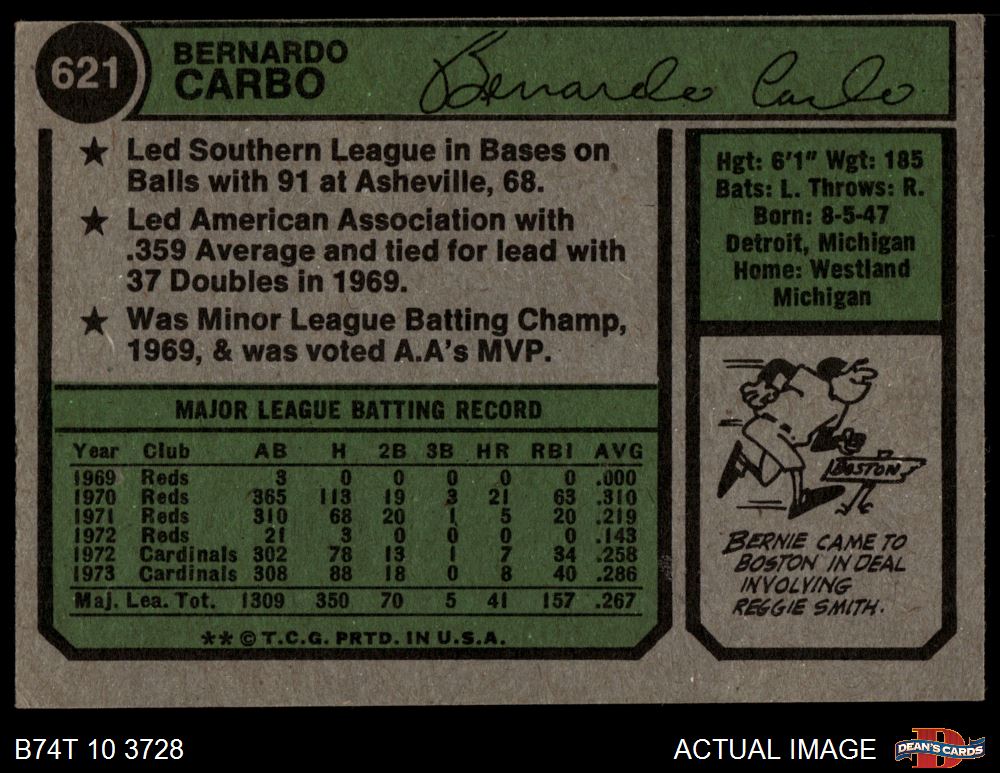 621
BERNARDO
CARBO
Bernardo Carbo
★ Led Southern League in Bases on
Balls with 91 at Asheville, 68.
★ Led American Association with
.359 Average and tied for lead with
37 Doubles in 1969.
★ Was Minor League Batting Champ,
1969, & was voted A.A's MVP.
MAJOR LEAGUE BATTING RECORD
Year Club AB H 2B 3B HR RBI AVG
1969 Reds 3 0 0 0 0 0 .000
1970 Reds 365 113 19 3 21 63 .310
1971 Reds 310 68 20 1 5 20 .219
1972 Reds 21 3 0 0 0 0 .143
1972 Cardinals 302 78 13 1 7 34 .258
1973 Cardinals 308 88 18 0 8 40 .286
Maj. Lea. Tot. 1309 350 70 5 41 157 .267
** © T.C.G. PRTD. IN U.S.A.
Hgt: 6'1" Wgt: 185
Bats: L. Throws: R.
Born: 8-5-47
Detroit, Michigan
Home: Westland
Michigan
BOSTON
BERNIE CAME TO
BOSTON IN DEAL
INVOLVING
REGGIE SMITH.
B74T 10 3728
ACTUAL IMAGE
D
DEAN'S CARDS